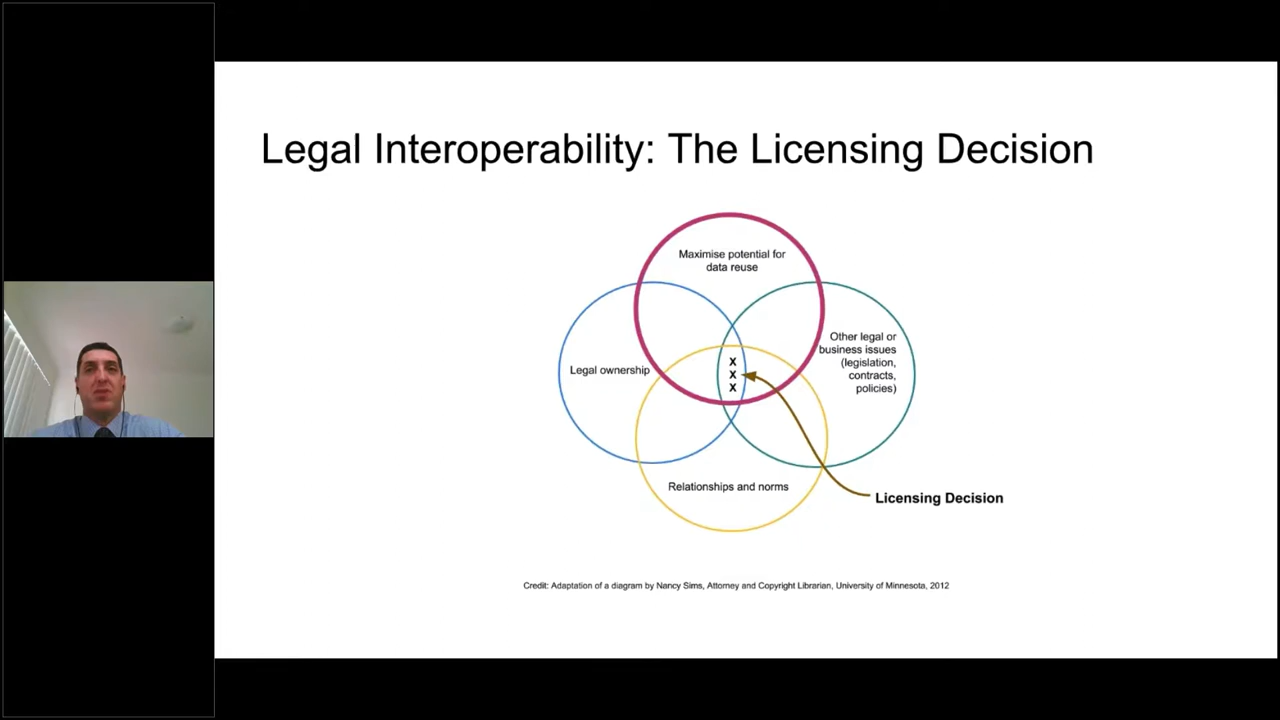 Legal Interoperability: The Licensing Decision
Maximise potential for
data reuse
Legal ownership
Other legal or
business issues
(legislation,
contracts,
policies)
X
X
X
Relationships and norms
Licensing Decision
Credit: Adaptation of a diagram by Nancy Sims, Attorney and Copyright Librarian, University of Minnesota, 2012